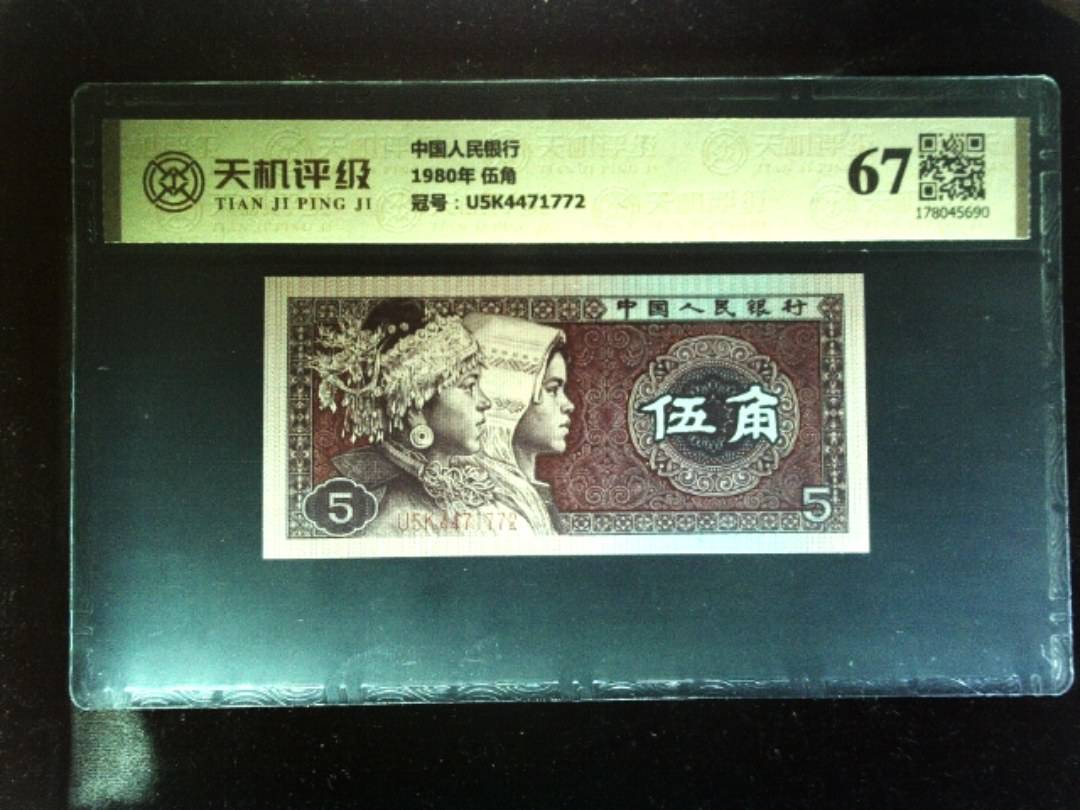 天机评级
TIAN JI PING JI
中国人民银行
1980年 伍角
冠号：U5K4471772
67
178045690
中国人民银行
伍角
5
U5K4471772
5